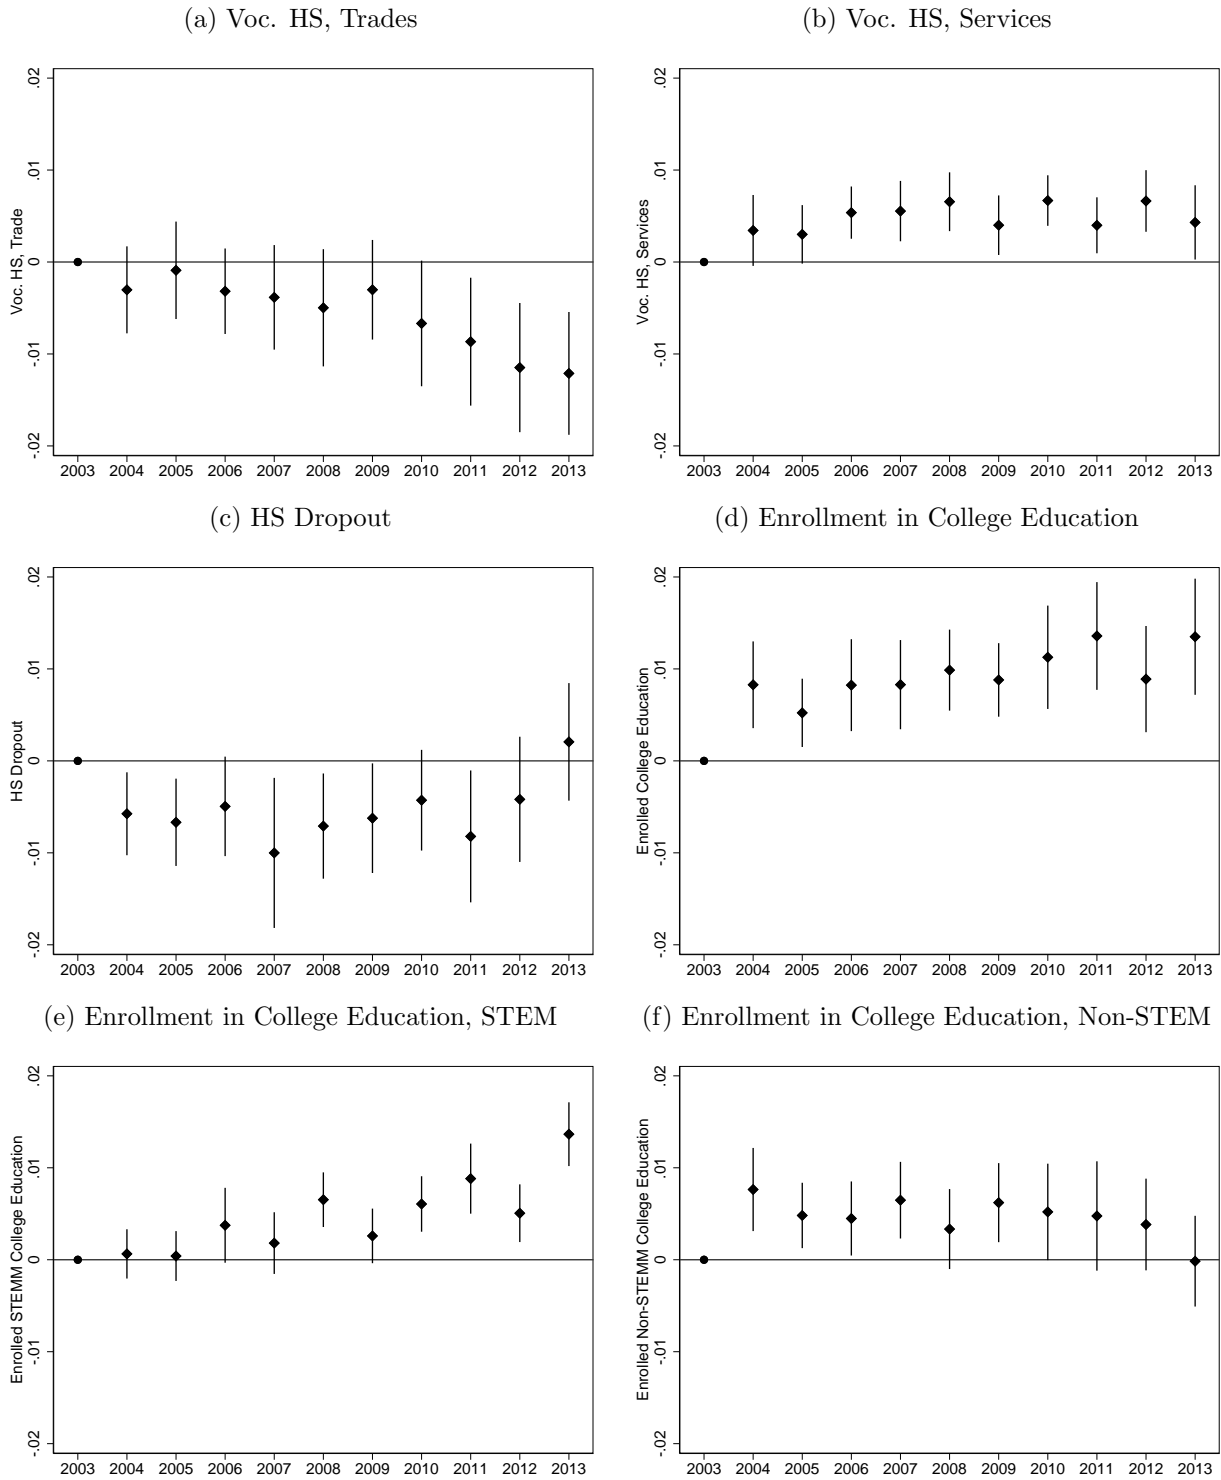 (a) Voc. HS, Trades
Voc. HS, Trade
.02
.01
0
-.01
-.02
2003 2004 2005 2006 2007 2008 2009 2010 2011 2012 2013
(b) Voc. HS, Services
Voc. HS, Services
.02
.01
0
-.01
-.02
2003 2004 2005 2006 2007 2008 2009 2010 2011 2012 2013
(c) HS Dropout
HS Dropout
.02
.01
0
-.01
-.02
2003 2004 2005 2006 2007 2008 2009 2010 2011 2012 2013
(d) Enrollment in College Education
Enrolled College Education
.02
.01
0
-.01
-.02
2003 2004 2005 2006 2007 2008 2009 2010 2011 2012 2013
(e) Enrollment in College Education, STEM
Enrolled STEMM College Education
.02
.01
0
-.01
-.02
2003 2004 2005 2006 2007 2008 2009 2010 2011 2012 2013
(f) Enrollment in College Education, Non-STEM
Enrolled Non-STEMM College Education
.02
.01
0
-.01
-.02
2003 2004 2005 2006 2007 2008 2009 2010 2011 2012 2013